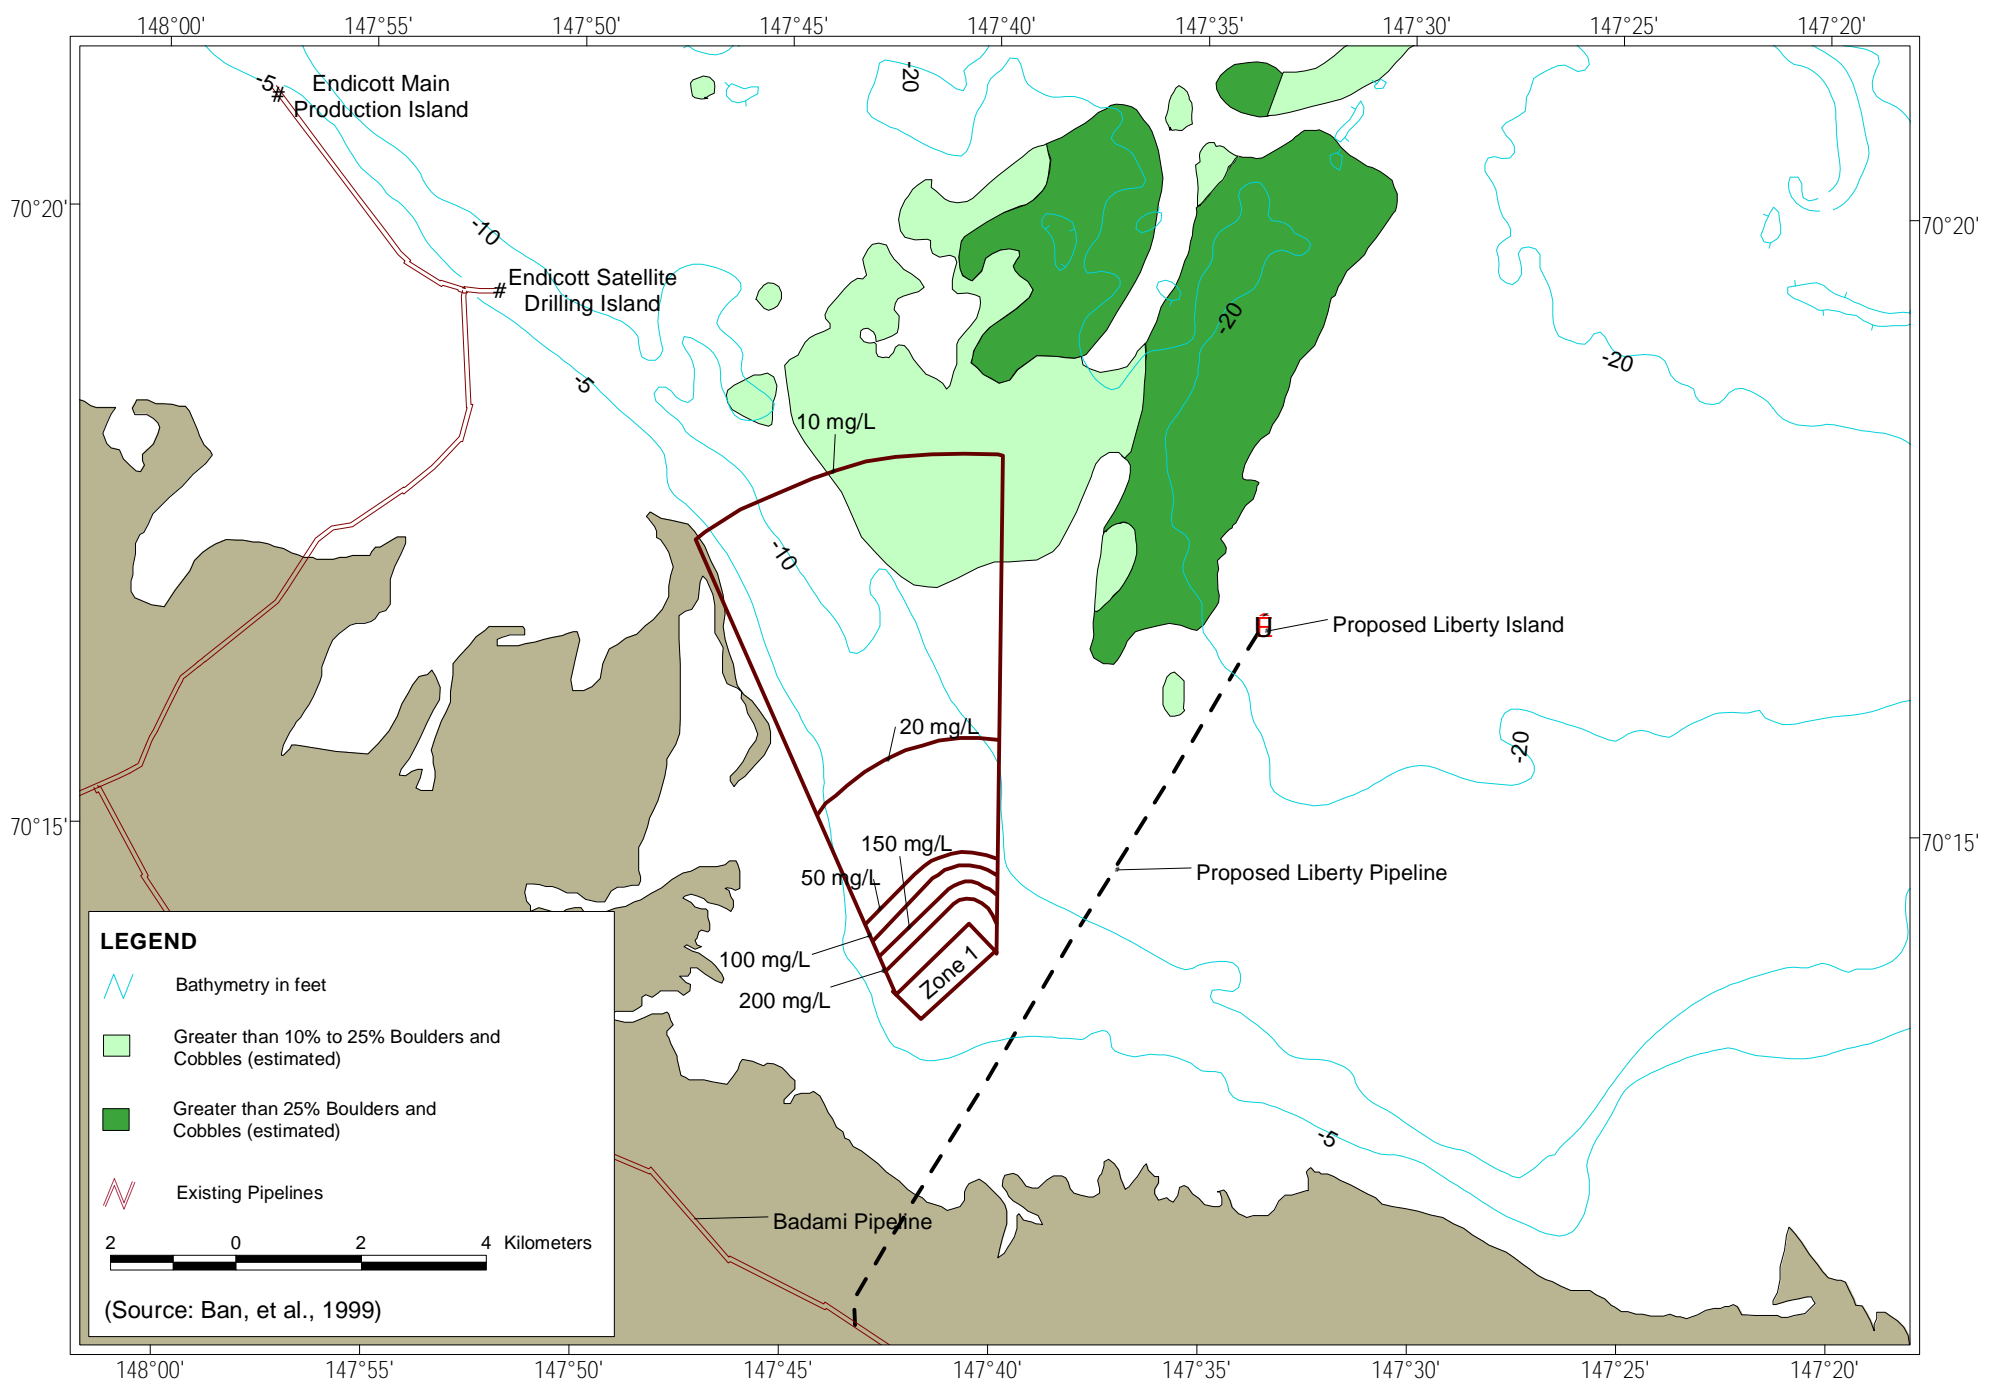 148°00' 147°55' 147°50' 147°45' 147°40' 147°35' 147°30' 147°25' 147°20'
-5
#
Endicott Main
Production Island
-20
70°20'
70°20'
-10
#
Endicott Satellite
Drilling Island
-20
-20
-5
10 mg/L
-10
Proposed Liberty Island
20 mg/L
-20
70°15'
70°15'
150 mg/L
50 mg/L
Proposed Liberty Pipeline
100 mg/L
Zone 1
200 mg/L
-5
Badami Pipeline
LEGEND
Bathymetry in feet
Greater than 10% to 25% Boulders and
Cobbles (estimated)
Greater than 25% Boulders and
Cobbles (estimated)
Existing Pipelines
2 0 2 4 Kilometers
(Source: Ban, et al., 1999)
148°00' 147°55' 147°50' 147°45' 147°40' 147°35' 147°30' 147°25' 147°20'